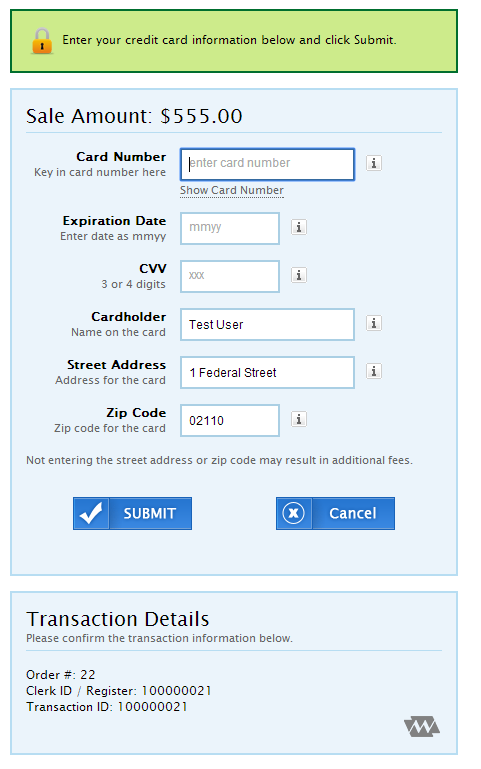 Enter your credit card information below and click Submit.
Sale Amount: $555.00
Card Number
Key in card number here
enter card number
Show Card Number
Expiration Date
Enter date as mmyy
mmyy
CVV
3 or 4 digits
xxx
Cardholder
Name on the card
Test User
Street Address
Address for the card
1 Federal Street
Zip Code
Zip code for the card
02110
Not entering the street address or zip code may result in additional fees.
SUBMIT
Cancel
Transaction Details
Please confirm the transaction information below.
Order #: 22
Clerk ID / Register: 100000021
Transaction ID: 100000021